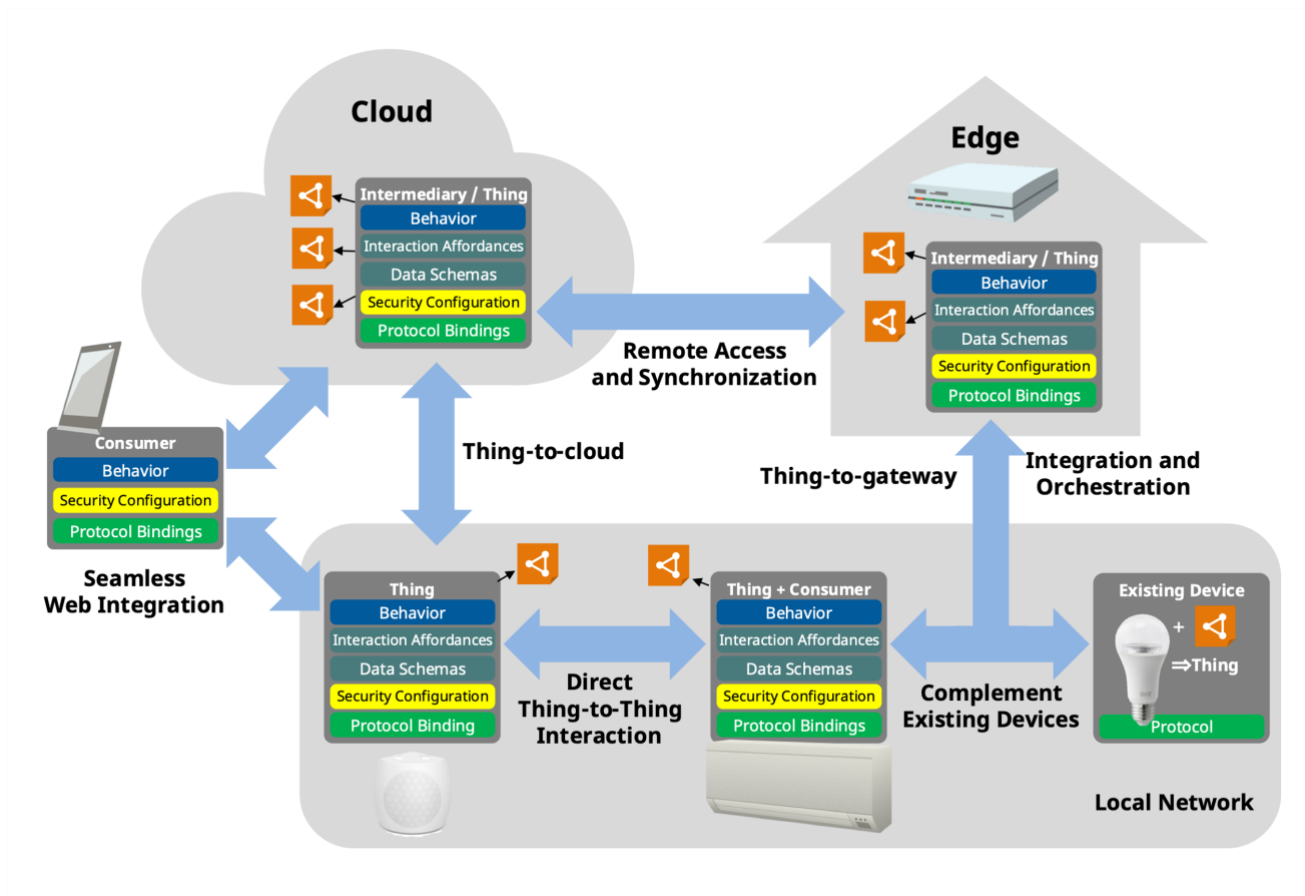 Cloud
Intermediary / Thing
Behavior
Interaction Affordances
Data Schemas
Security Configuration
Protocol Bindings
Edge
Intermediary / Thing
Behavior
Interaction Affordances
Data Schemas
Security Configuration
Protocol Bindings
Remote Access
and Synchronization
Consumer
Behavior
Security Configuration
Protocol Bindings
Seamless
Web Integration
Thing-to-cloud
Thing-to-gateway
Integration and
Orchestration
Thing
Behavior
Interaction Affordances
Data Schemas
Security Configuration
Protocol Binding
Direct
Thing-to-Thing
Interaction
Thing + Consumer
Behavior
Interaction Affordances
Data Schemas
Security Configuration
Protocol Bindings
Complement
Existing Devices
Existing Device
+
⇒Thing
Protocol
Local Network